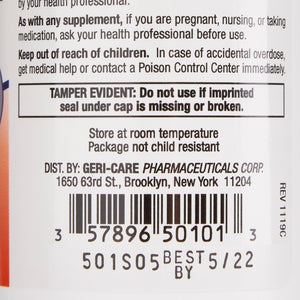 by your health professional.
As with any supplement, if you are pregnant, nursing, or taking
medication, ask your health professional before use.
Keep out of reach of children. In case of accidental overdose,
get medical help or contact a Poison Control Center immediately.
TAMPER EVIDENT: Do not use if imprinted
seal under cap is missing or broken.
Store at room temperature
Package not child resistant
DIST. BY: GERI-CARE PHARMACEUTICALS CORP.
1650 63rd St., Brooklyn, New York 11204
REV 1119C
3 57896 50101 3
501S05 BEST BY 5/22